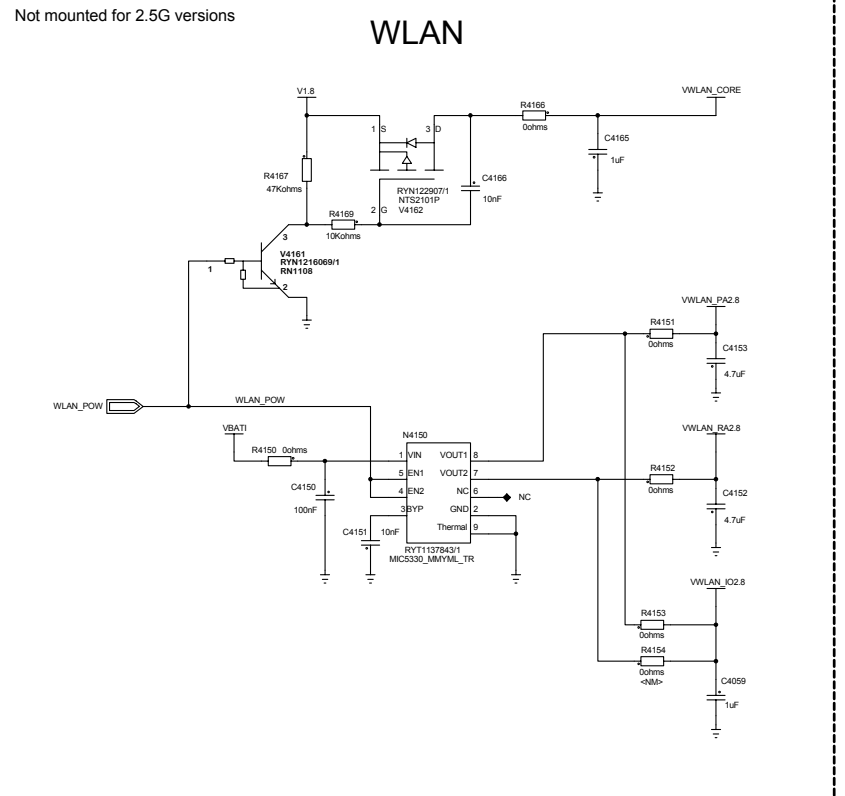 Not mounted for 2.5G versions
WLAN
V1.8
VWLAN_CORE
R4166
0ohms
C4165
1uF
1 S
3 D
R4167
47Kohms
C4166
10nF
RYN122907/1
NTS2101P
V4162
2 G
R4169
10Kohms
3
V4161
RYN1216069/1
RN1108
1
2
VWLAN_PA2.8
R4151
0ohms
C4153
4.7uF
WLAN_POW
WLAN_POW
VBATI
R4150 0ohms
C4150
100nF
N4150
1 VIN VOUT1 8
5 EN1 VOUT2 7
4 EN2 NC 6
NC
3 BYP GND 2
Thermal 9
C4151 10nF
RYT1137843/1
MIC5330_MMYML_TR
VWLAN_RA2.8
R4152
0ohms
C4152
4.7uF
VWLAN_IO2.8
R4153
0ohms
R4154
0ohms
<NM>
C4059
1uF